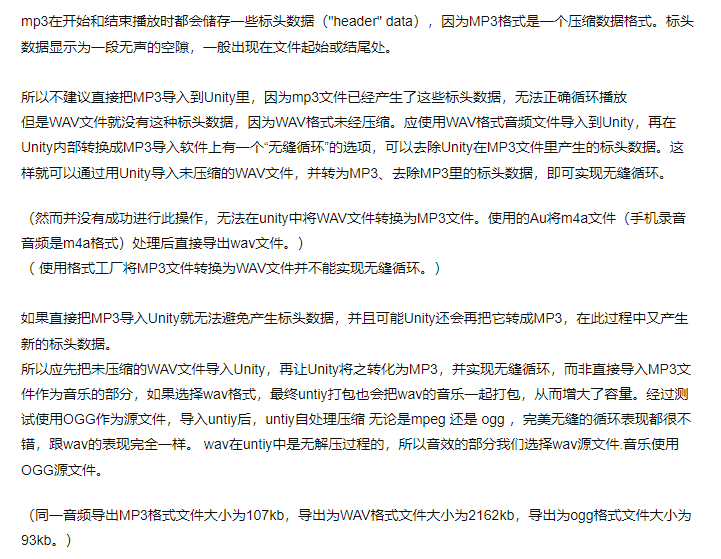 mp3在开始和结束播放时都会储存一些标头数据（"header" data），因为MP3格式是一个压缩数据格式。标头
数据显示为一段无声的空隙，一般出现在文件起始或结尾处。
所以不建议直接把MP3导入到Unity里，因为mp3文件已经产生了这些标头数据，无法正确循环播放
但是WAV文件就没有这种标头数据，因为WAV格式未经压缩。应使用WAV格式音频文件导入到Unity，再在
Unity内部转换成MP3导入软件上有一个“无缝循环”的选项，可以去除Unity在MP3文件里产生的标头数据。这
样就可以通过用Unity导入未压缩的WAV文件，并转为MP3、去除MP3里的标头数据，即可实现无缝循环。
（然而并没有成功进行此操作，无法在unity中将WAV文件转换为MP3文件。使用的Au将m4a文件（手机录音
音频是m4a格式）处理后直接导出wav文件。）
（ 使用格式工厂将MP3文件转换为WAV文件并不能实现无缝循环。）
如果直接把MP3导入Unity就无法避免产生标头数据，并且可能Unity还会再把它转成MP3，在此过程中又产生
新的标头数据。
所以应先把未压缩的WAV文件导入Unity，再让Unity将之转化为MP3，并实现无缝循环，而非直接导入MP3文
件作为音乐的部分，如果选择wav格式，最终untiy打包也会把wav的音乐一起打包，从而增大了容量。经过测
试使用OGG作为源文件，导入untiy后，untiy自处理压缩 无论是mpeg 还是 ogg ，完美无缝的循环表现都很不
错，跟wav的表现完全一样。 wav在untiy中是无解压过程的，所以音效的部分我们选择wav源文件.音乐使用
OGG源文件。
（同一音频导出MP3格式文件大小为107kb，导出为WAV格式文件大小为2162kb，导出为ogg格式文件大小为
93kb。）